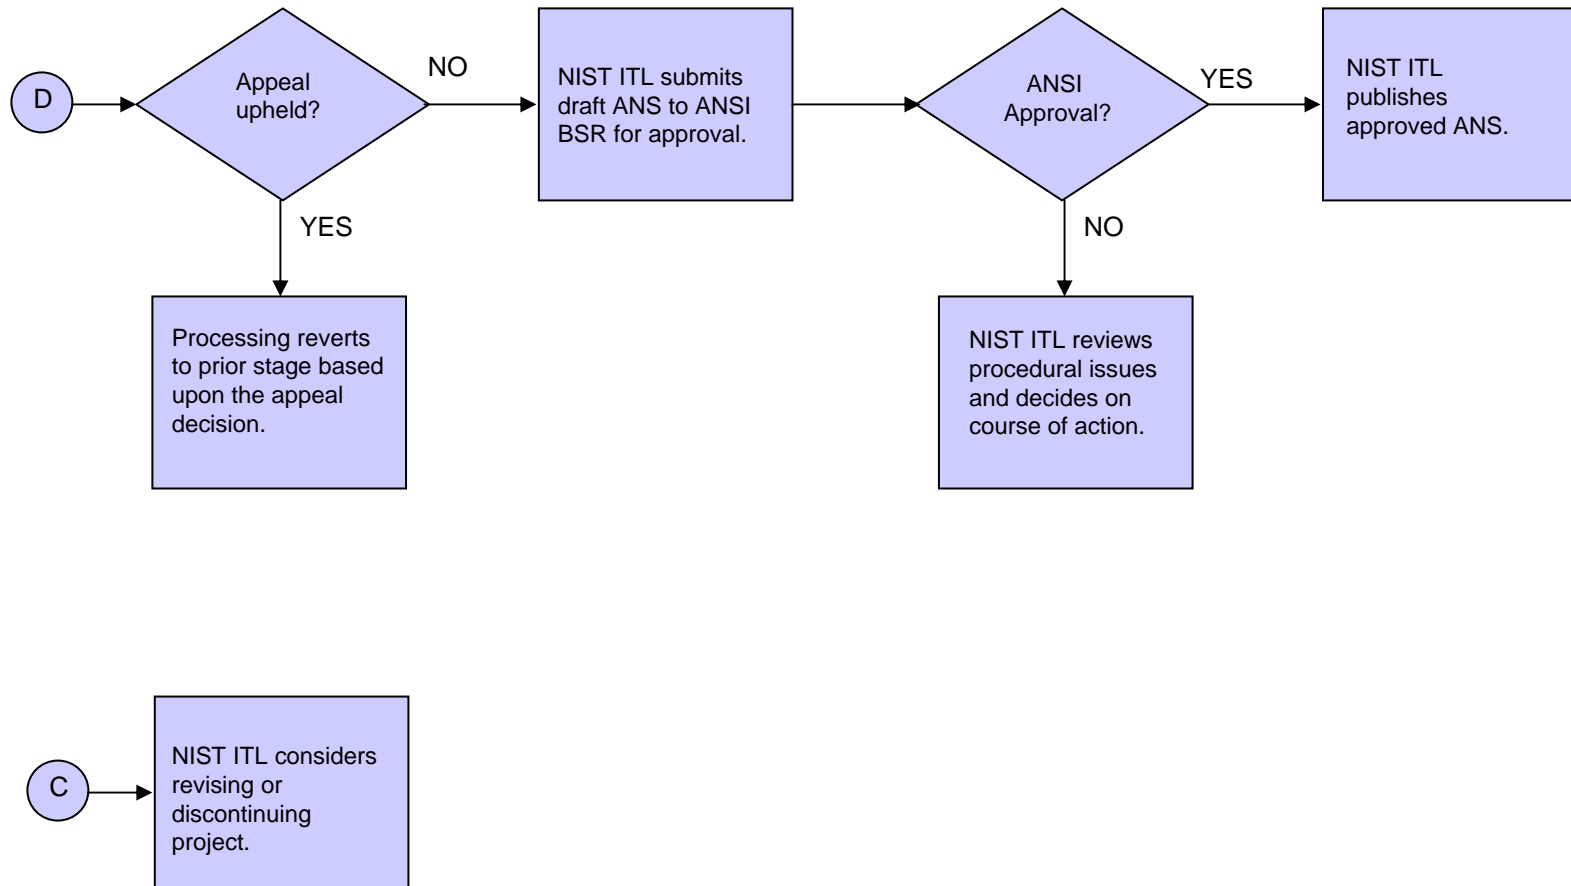 D
Appeal
upheld?
NO
NIST ITL submits
draft ANS to ANSI
BSR for approval.
ANSI
Approval?
YES
NIST ITL
publishes
approved ANS.
YES
NO
Processing reverts
to prior stage based
upon the appeal
decision.
NIST ITL reviews
procedural issues
and decides on
course of action.
C
NIST ITL considers
revising or
discontinuing
project.